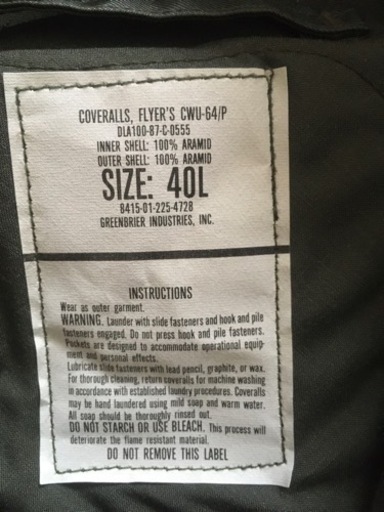 COVERALLS, FLYER'S CWU-64/P
DLA100-87-C-0555
INNER SHELL: 100% ARAMID
OUTER SHELL: 100% ARAMID
SIZE: 40L
8415-01-225-4728
GREENBRIER INDUSTRIES, INC.
INSTRUCTIONS
Wear as outer garment.
WARNING. Launder with slide fasteners and hook and pile
fasteners engaged. Do not press hook and pile fasteners.
Pockets are designed to accommodate operational equip-
ment and personal effects.
Lubricate slide fasteners with lead pencil, graphite, or wax.
For thorough cleaning, return coveralls for machine washing
in accordance with established laundry procedures. Coveralls
may be hand laundered using mild soap and warm water.
All soap should be thoroughly rinsed out.
DO NOT STARCH OR USE BLEACH. This process will
deteriorate the flame resistant material.
DO NOT REMOVE THIS LABEL